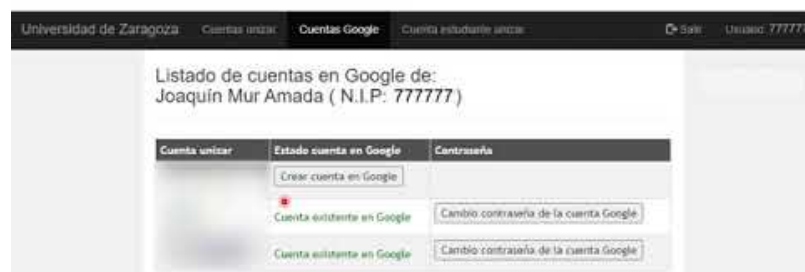 Universidad de Zaragoza Cuentas unizar Cuentas Google Cuenta estudiante unizar Salir Usuario: 777777
Listado de cuentas en Google de:
Joaquín Mur Amada ( N.I.P: 777777 )
Cuenta unizar Estado cuenta en Google Contraseña
Crear cuenta en Google
Cuenta existente en Google Cambio contraseña de la cuenta Google
Cuenta existente en Google Cambio contraseña de la cuenta Google